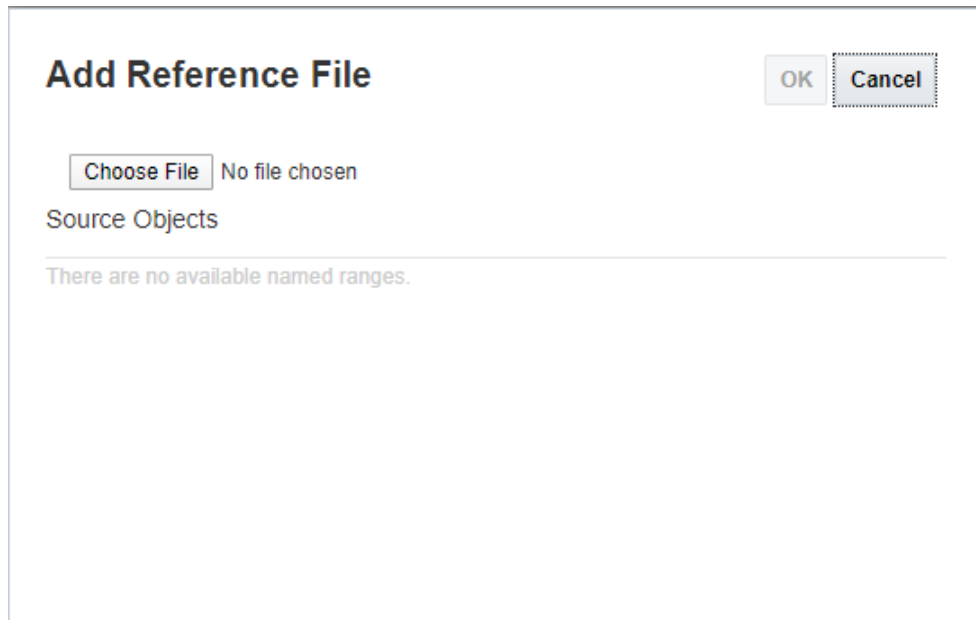 Add Reference File
OK Cancel
Choose File No file chosen
Source Objects
There are no available named ranges.